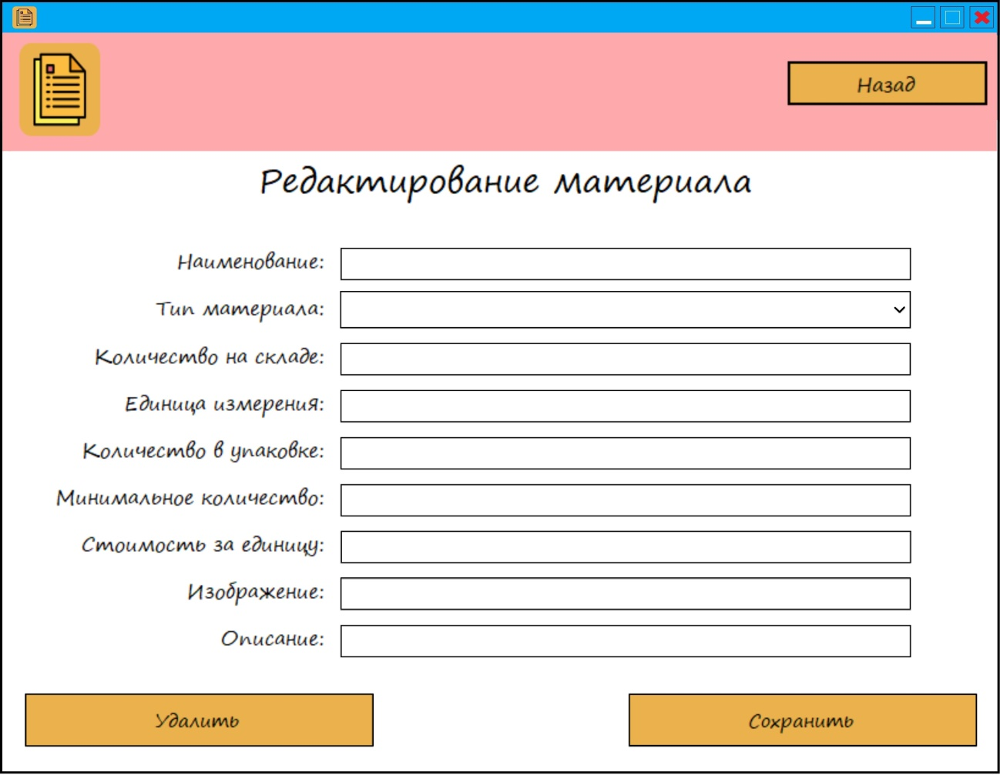 Назад
Редактирование материала
Наименование:
Тип материала:
Количество на складе:
Единица измерения:
Количество в упаковке:
Минимальное количество:
Стоимость за единицу:
Изображение:
Описание:
Удалить
Сохранить